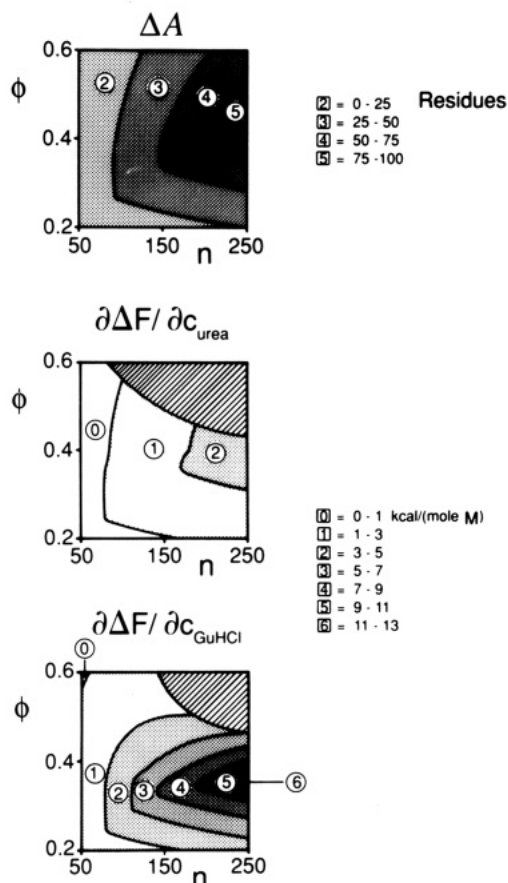 ΔA
0.6
ϕ
0.4
0.2
② ③ ④ ⑤
50 150 n 250
2 = 0 - 25 Residues
3 = 25 - 50
4 = 50 - 75
5 = 75 -100
∂ΔF/ ∂c_urea
0.6
ϕ
0.4
0.2
⓪ ① ②
50 150 n 250
0 = 0 - 1 kcal/(mole M)
1 = 1 - 3
2 = 3 - 5
3 = 5 - 7
4 = 7 - 9
5 = 9 - 11
6 = 11 - 13
∂ΔF/ ∂c_GuHCl
⓪
0.6
ϕ
0.4
0.2
① ② ③ ④ ⑤ ⑥
50 150 n 250